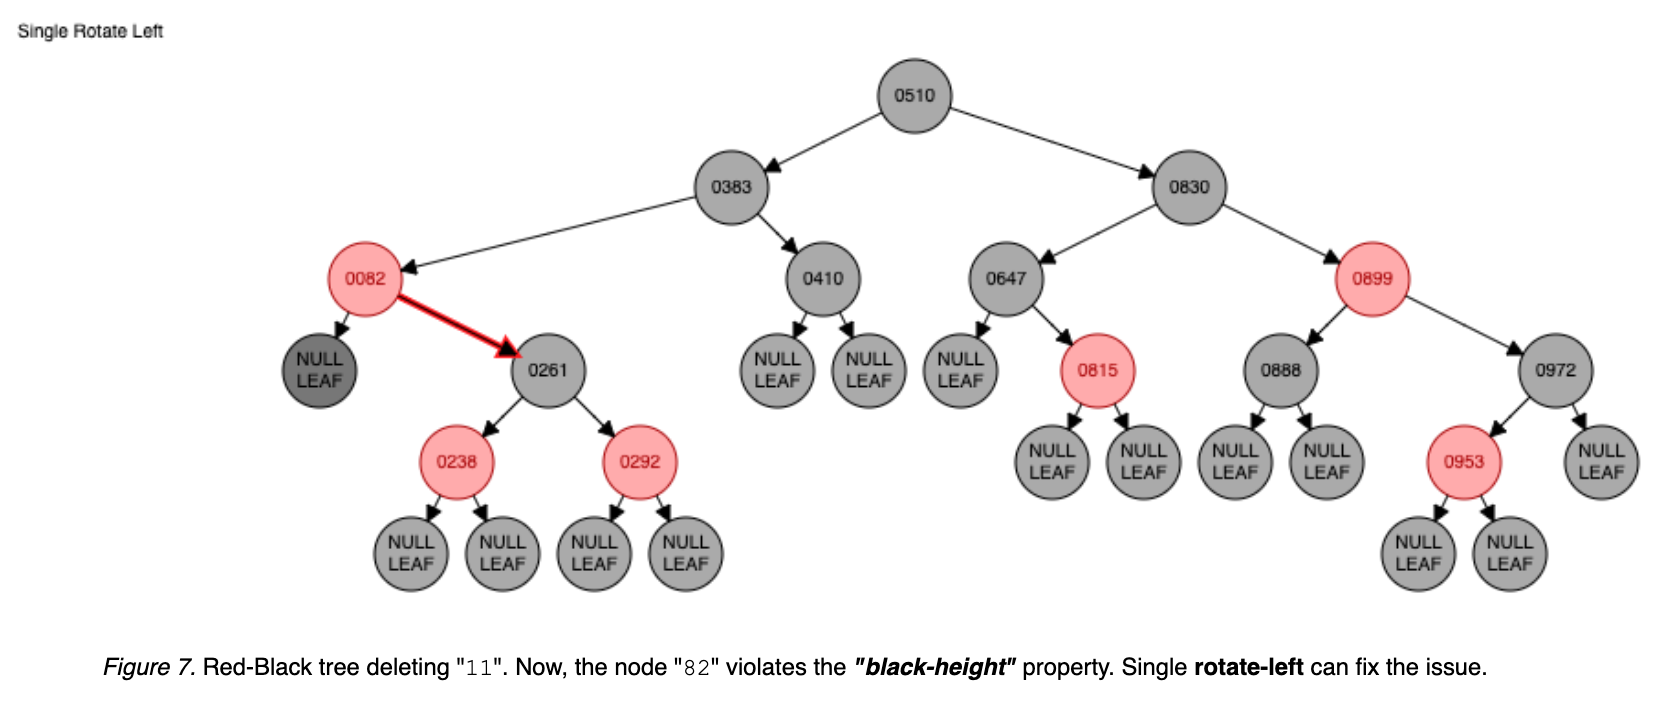 Single Rotate Left
0510
0383
0830
0082
0410
0647
0899
NULL
LEAF
0261
NULL
LEAF
NULL
LEAF
NULL
LEAF
0815
0888
0972
0238
0292
NULL
LEAF
NULL
LEAF
NULL
LEAF
NULL
LEAF
0953
NULL
LEAF
NULL
LEAF
NULL
LEAF
NULL
LEAF
NULL
LEAF
NULL
LEAF
NULL
LEAF
Figure 7. Red-Black tree deleting "11". Now, the node "82" violates the "black-height" property. Single rotate-left can fix the issue.